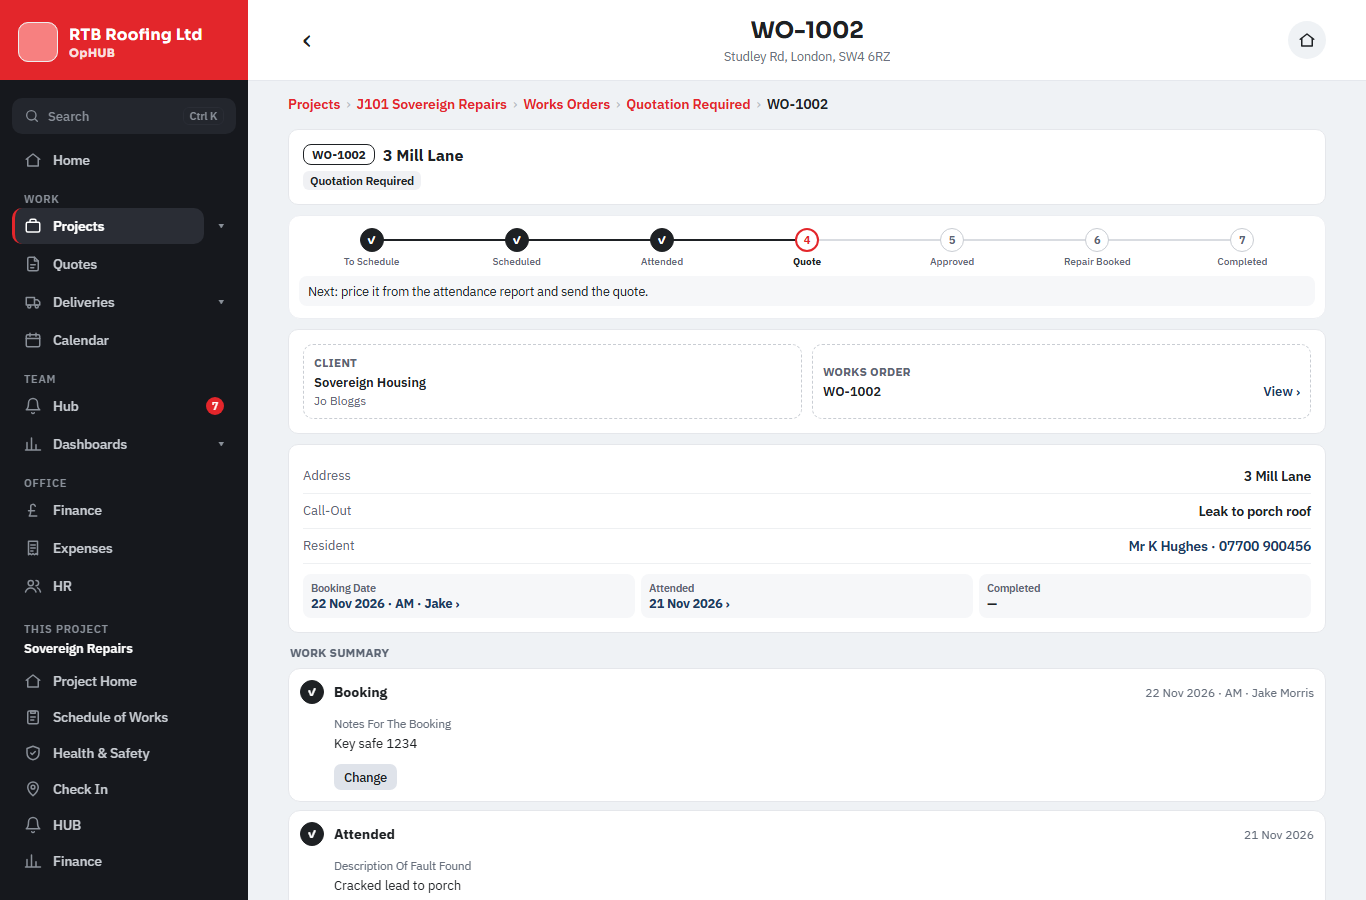 RTB Roofing Ltd
OpHUB
Search
Ctrl K
Home
WORK
Projects
Quotes
Deliveries
Calendar
TEAM
Hub
7
Dashboards
OFFICE
Finance
Expenses
HR
THIS PROJECT
Sovereign Repairs
Project Home
Schedule of Works
Health & Safety
Check In
HUB
Finance
WO-1002
Studley Rd, London, SW4 6RZ
Projects › J101 Sovereign Repairs › Works Orders › Quotation Required › WO-1002
WO-1002 3 Mill Lane
Quotation Required
4 5 6 7
To Schedule Scheduled Attended Quote Approved Repair Booked Completed
Next: price it from the attendance report and send the quote.
CLIENT
Sovereign Housing
Jo Bloggs
WORKS ORDER
WO-1002
View ›
Address 3 Mill Lane
Call-Out Leak to porch roof
Resident Mr K Hughes · 07700 900456
Booking Date
22 Nov 2026 · AM · Jake ›
Attended
21 Nov 2026 ›
Completed
—
WORK SUMMARY
Booking 22 Nov 2026 · AM · Jake Morris
Notes For The Booking
Key safe 1234
Change
Attended 21 Nov 2026
Description Of Fault Found
Cracked lead to porch